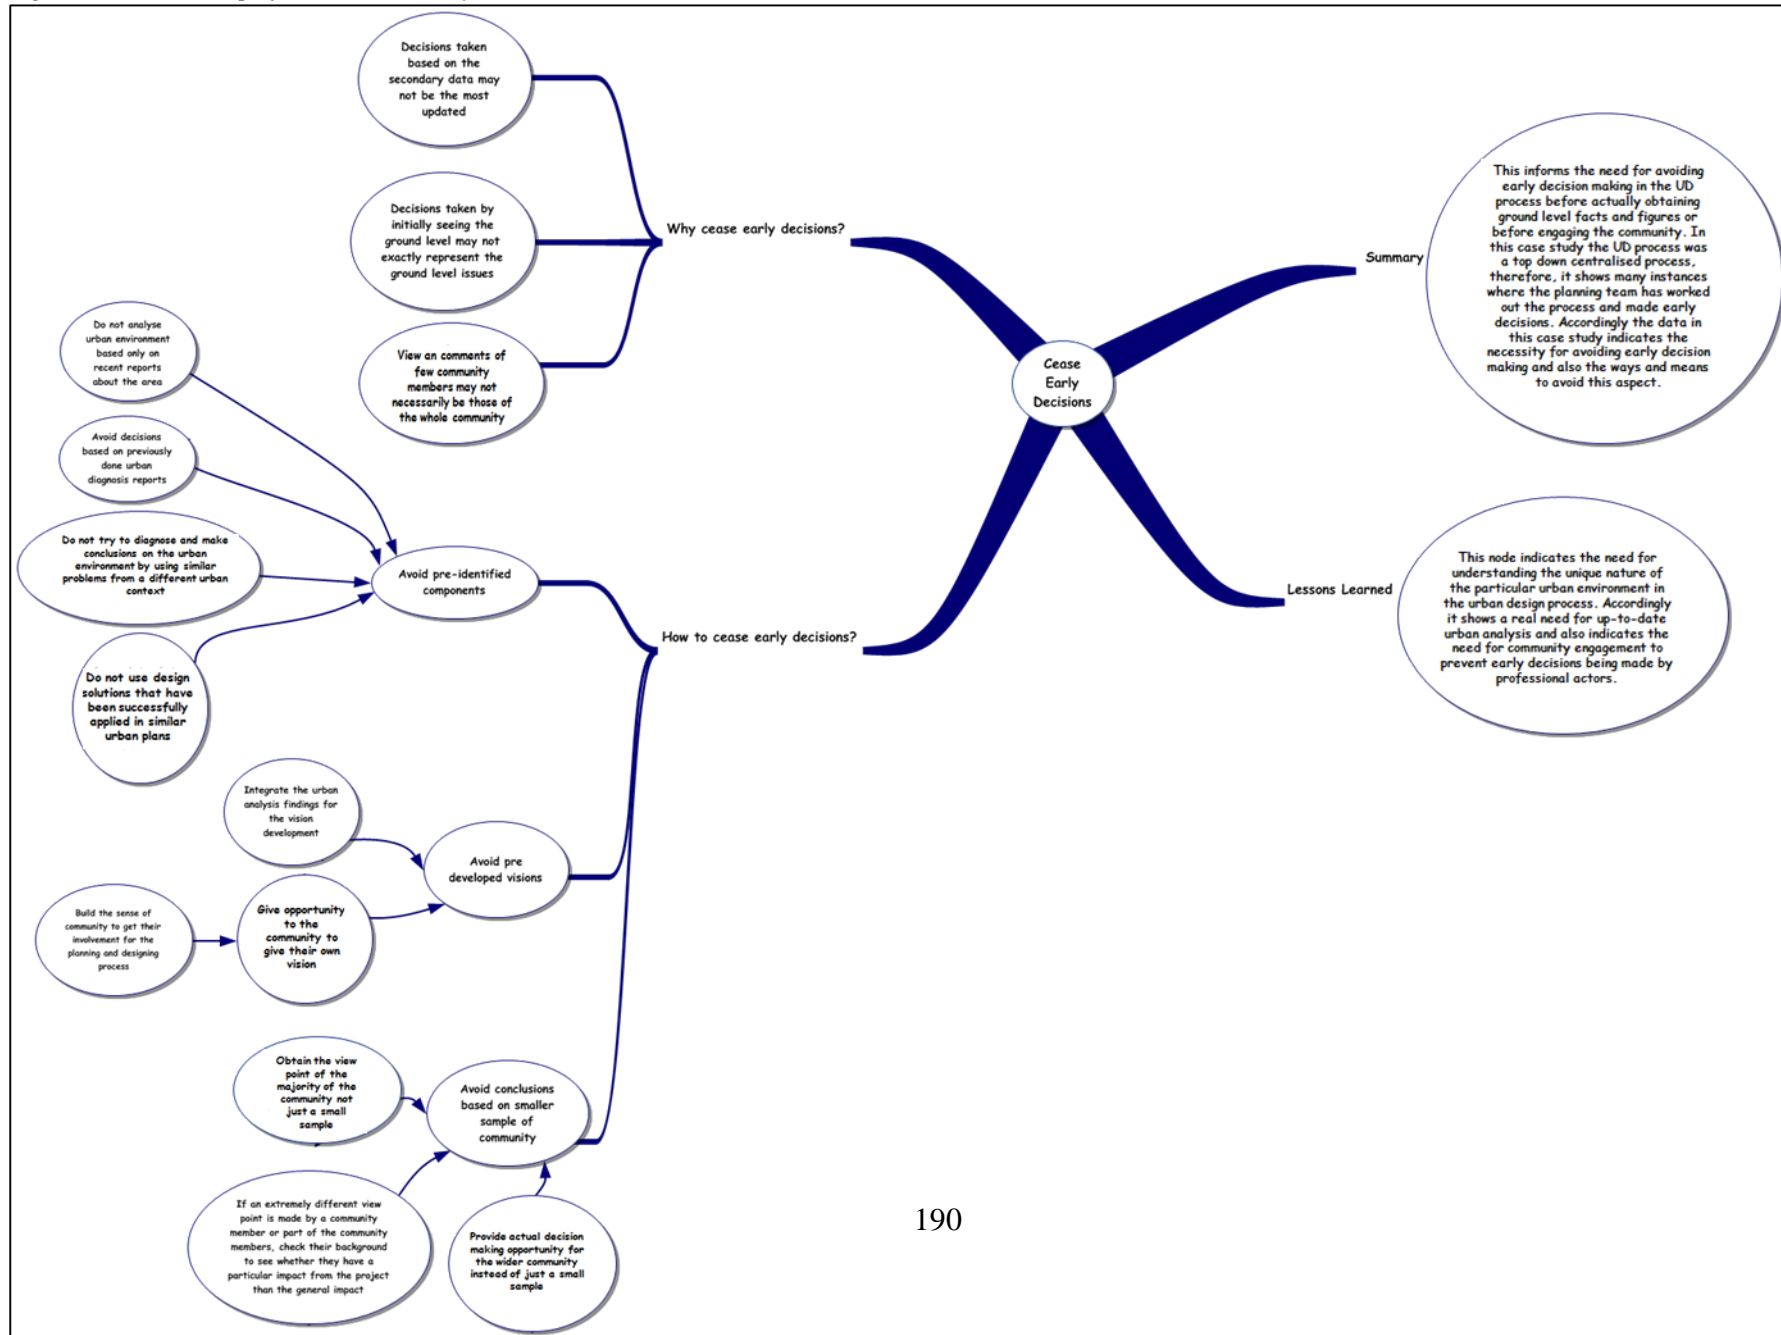 Decisions taken
based on the
secondary data may
not be the most
updated
Decisions taken by
initially seeing the
ground level may not
exactly represent the
ground level issues
View an comments of
few community
members may not
necessarily be those of
the whole community
Why cease early decisions?
Cease
Early
Decisions
Summary
This informs the need for avoiding
early decision making in the UD
process before actually obtaining
ground level facts and figures or
before engaging the community. In
this case study the UD process was
a top down centralised process,
therefore, it shows many instances
where the planning team has worked
out the process and made early
decisions. Accordingly the data in
this case study indicates the
necessity for avoiding early decision
making and also the ways and means
to avoid this aspect.
Lessons Learned
This node indicates the need for
understanding the unique nature of
the particular urban environment in
the urban design process. Accordingly
it shows a real need for up-to-date
urban analysis and also indicates the
need for community engagement to
prevent early decisions being made by
professional actors.
How to cease early decisions?
Do not analyse
urban environment
based only on
recent reports
about the area
Avoid decisions
based on previously
done urban
diagnosis reports
Do not try to diagnose and make
conclusions on the urban
environment by using similar
problems from a different urban
context
Do not use design
solutions that have
been successfully
applied in similar
urban plans
Avoid pre-identified
components
Integrate the urban
analysis findings for
the vision
development
Build the sense of
community to get their
involvement for the
planning and designing
process
Give opportunity
to the
community to
give their own
vision
Avoid pre
developed visions
Obtain the view
point of the
majority of the
community not
just a small
sample
Avoid conclusions
based on smaller
sample of
community
If an extremely different view
point is made by a community
member or part of the community
members, check their background
to see whether they have a
particular impact from the project
than the general impact
Provide actual decision
making opportunity for
the wider community
instead of just a small
sample
190